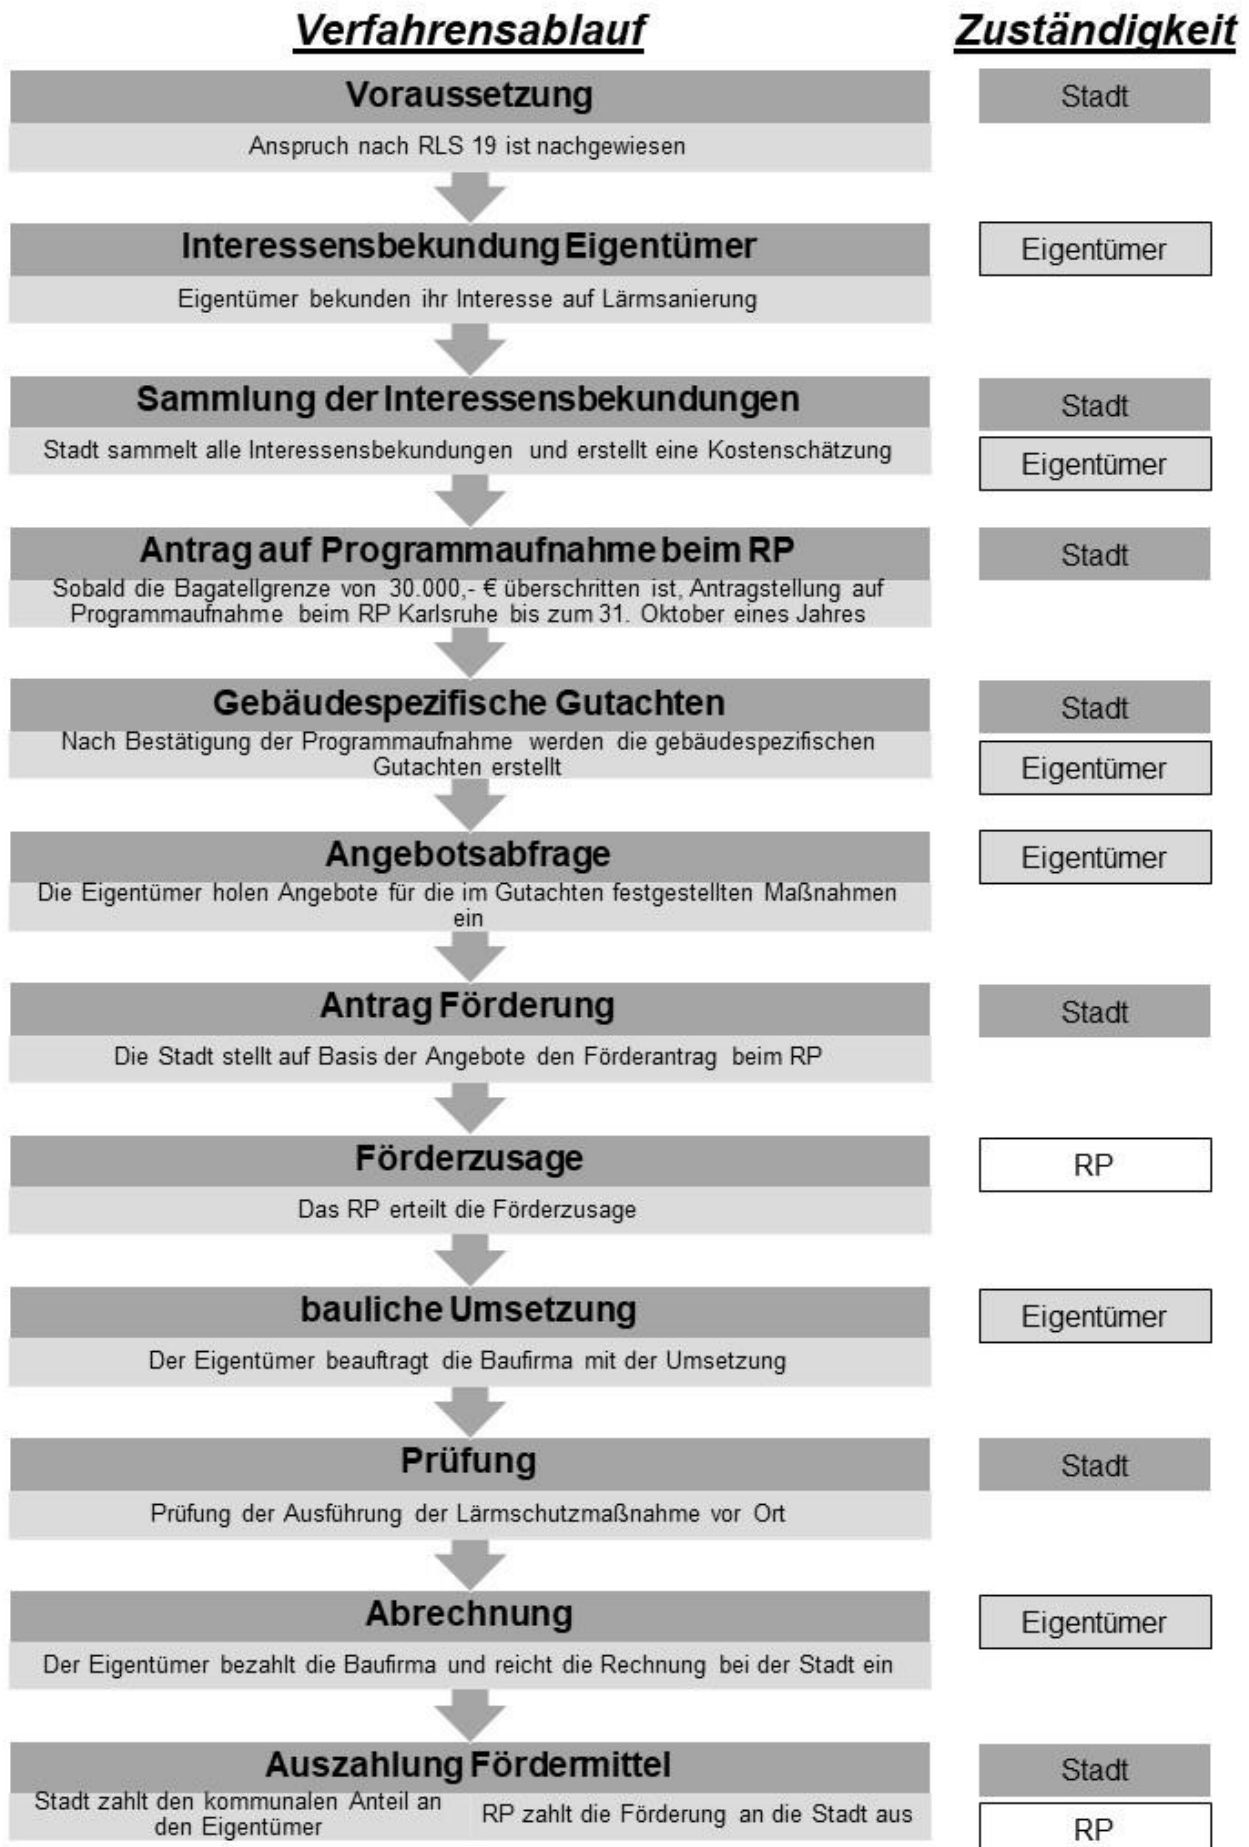 Verfahrensablauf
Zuständigkeit
Voraussetzung
Stadt
Anspruch nach RLS 19 ist nachgewiesen
Interessensbekundung Eigentümer
Eigentümer
Eigentümer bekunden ihr Interesse auf Lärmsanierung
Sammlung der Interessensbekundungen
Stadt
Stadt sammelt alle Interessensbekundungen und erstellt eine Kostenschätzung
Eigentümer
Antrag auf Programmaufnahme beim RP
Stadt
Sobald die Bagatellgrenze von 30.000,- € überschritten ist, Antragstellung auf
Programmaufnahme beim RP Karlsruhe bis zum 31. Oktober eines Jahres
Gebäudespezifische Gutachten
Stadt
Nach Bestätigung der Programmaufnahme werden die gebäudespezifischen
Gutachten erstellt
Eigentümer
Angebotsabfrage
Eigentümer
Die Eigentümer holen Angebote für die im Gutachten festgestellten Maßnahmen
ein
Antrag Förderung
Stadt
Die Stadt stellt auf Basis der Angebote den Förderantrag beim RP
Förderzusage
RP
Das RP erteilt die Förderzusage
bauliche Umsetzung
Eigentümer
Der Eigentümer beauftragt die Baufirma mit der Umsetzung
Prüfung
Stadt
Prüfung der Ausführung der Lärmschutzmaßnahme vor Ort
Abrechnung
Eigentümer
Der Eigentümer bezahlt die Baufirma und reicht die Rechnung bei der Stadt ein
Auszahlung Fördermittel
Stadt
Stadt zahlt den kommunalen Anteil an
den Eigentümer
RP zahlt die Förderung an die Stadt aus
RP